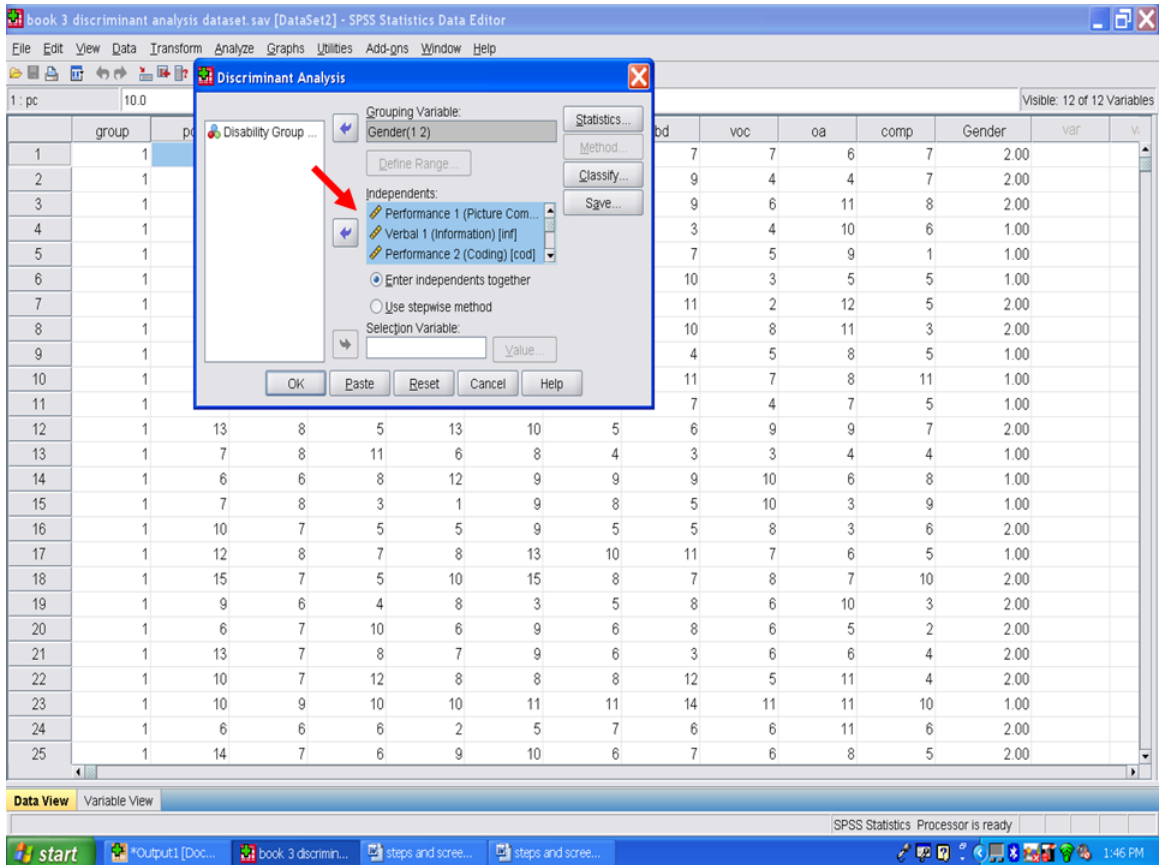 book 3 discriminant analysis dataset.sav [DataSet2] - SPSS Statistics Data Editor
File Edit View Data Transform Analyze Graphs Utilities Add-ons Window Help
1 : pc 10.0 Visible: 12 of 12 Variables
Discriminant Analysis
Disability Group ...
Grouping Variable:
Gender(1 2)
Define Range...
Independents:
Performance 1 (Picture Com...
Verbal 1 (Information) [inf]
Performance 2 (Coding) [cod]
Enter independents together
Use stepwise method
Selection Variable:
Value...
Statistics...
Method...
Classify...
Save...
OK Paste Reset Cancel Help
group voc oa comp Gender var
1 1 7 7 6 7 2.00
2 1 9 4 4 7 2.00
3 1 9 6 11 8 2.00
4 1 3 4 10 6 1.00
5 1 7 5 9 1 1.00
6 1 10 3 5 5 1.00
7 1 11 2 12 5 2.00
8 1 10 8 11 3 2.00
9 1 4 5 8 5 1.00
10 1 11 7 8 11 1.00
11 1 7 4 7 5 1.00
12 1 13 8 5 13 10 5 6 9 9 7 2.00
13 1 7 8 11 6 8 4 3 3 4 4 1.00
14 1 6 6 8 12 9 9 9 10 6 8 1.00
15 1 7 8 3 1 9 8 5 10 3 9 1.00
16 1 10 7 5 5 9 5 5 8 3 6 2.00
17 1 12 8 7 8 13 10 11 7 6 5 1.00
18 1 15 7 5 10 15 8 7 8 7 10 2.00
19 1 9 6 4 8 3 5 8 6 10 3 2.00
20 1 6 7 10 6 9 6 8 6 5 2 2.00
21 1 13 7 8 7 9 6 3 6 6 4 2.00
22 1 10 7 12 8 8 8 12 5 11 4 2.00
23 1 10 9 10 10 11 11 14 11 11 10 1.00
24 1 6 6 6 2 5 7 6 6 11 6 2.00
25 1 14 7 6 9 10 6 7 6 8 5 2.00
Data View Variable View
SPSS Statistics Processor is ready
start *Output1 [Doc... book 3 discrimin... steps and scree... steps and scree... 1:46 PM